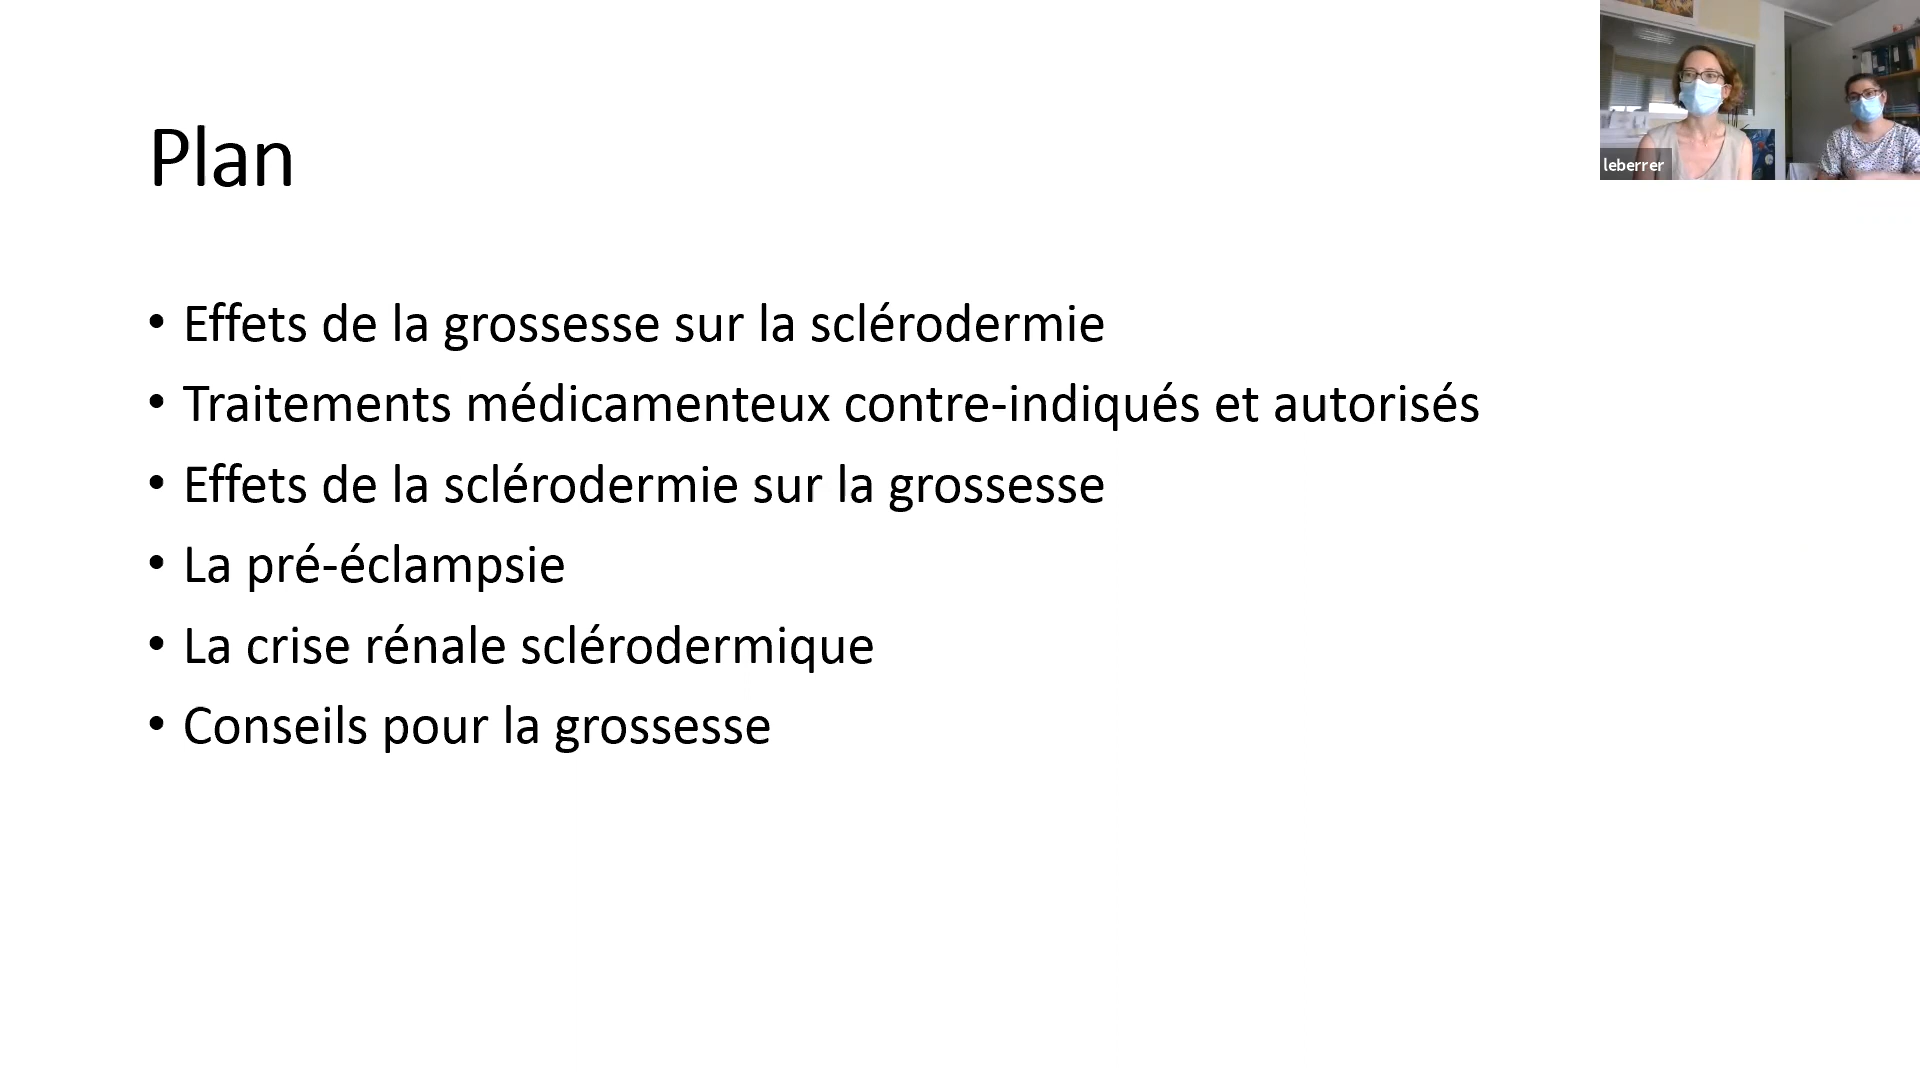 Plan
leberrer
• Effets de la grossesse sur la sclérodermie
• Traitements médicamenteux contre-indiqués et autorisés
• Effets de la sclérodermie sur la grossesse
• La pré-éclampsie
• La crise rénale sclérodermique
• Conseils pour la grossesse